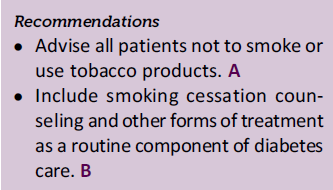 Recommendations
• Advise all patients not to smoke or
use tobacco products. A
• Include smoking cessation coun-
seling and other forms of treatment
as a routine component of diabetes
care. B